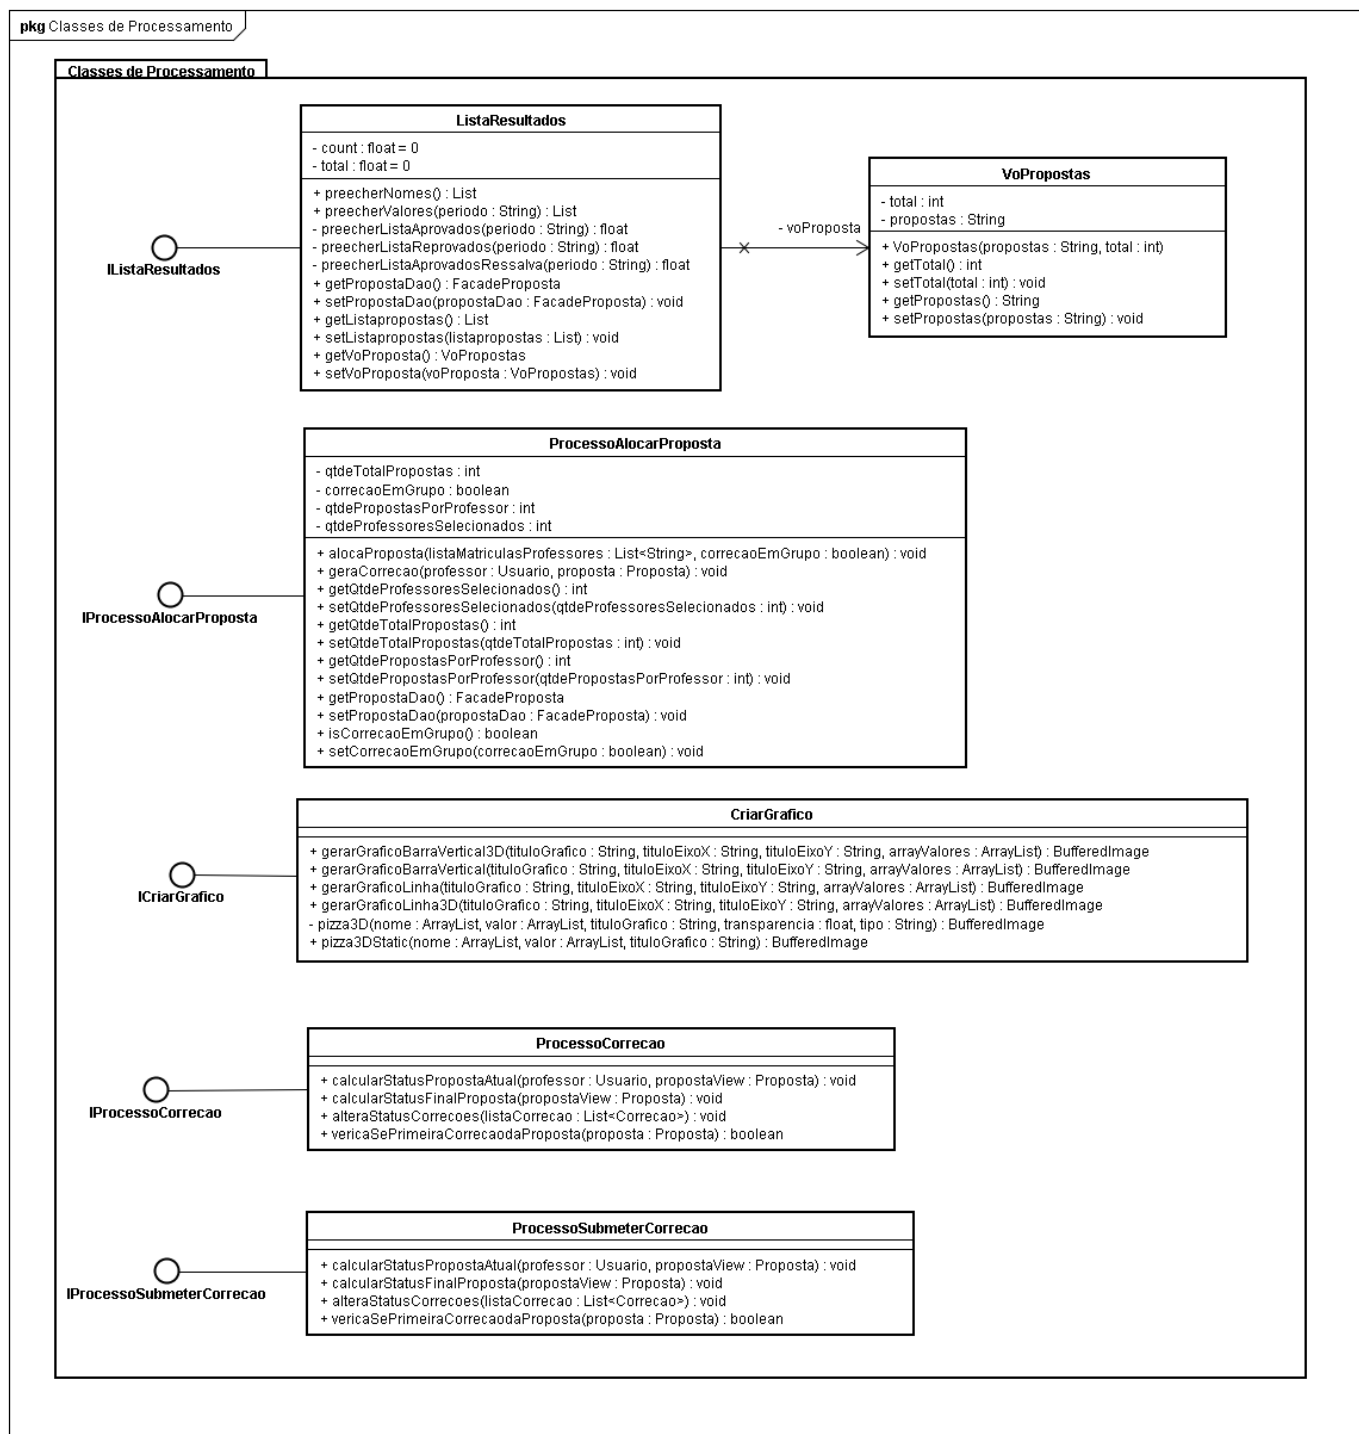 pkg Classes de Processamento
Classes de Processamento
ListaResultados
- count : float = 0
- total : float = 0
+ preecherNomes() : List
+ preecherValores(periodo : String) : List
- preecherListaAprovados(periodo : String) : float
- preecherListaReprovados(periodo : String) : float
- preecherListaAprovadosRessalva(periodo : String) : float
+ getPropostaDao() : FacadeProposta
+ setPropostaDao(propostaDao : FacadeProposta) : void
+ getListapropostas() : List
+ setListapropostas(listapropostas : List) : void
+ getVoProposta() : VoPropostas
+ setVoProposta(voProposta : VoPropostas) : void
IListaResultados
- voProposta
VoPropostas
- total : int
- propostas : String
+ VoPropostas(propostas : String, total : int)
+ getTotal() : int
+ setTotal(total : int) : void
+ getPropostas() : String
+ setPropostas(propostas : String) : void
ProcessoAlocarProposta
- qtdeTotalPropostas : int
- correcaoEmGrupo : boolean
- qtdePropostasPorProfessor : int
- qtdeProfessoresSelecionados : int
+ alocaProposta(listaMatriculasProfessores : List<String>, correcaoEmGrupo : boolean) : void
+ geraCorrecao(professor : Usuario, proposta : Proposta) : void
+ getQtdeProfessoresSelecionados() : int
+ setQtdeProfessoresSelecionados(qtdeProfessoresSelecionados : int) : void
+ getQtdeTotalPropostas() : int
+ setQtdeTotalPropostas(qtdeTotalPropostas : int) : void
+ getQtdePropostasPorProfessor() : int
+ setQtdePropostasPorProfessor(qtdePropostasPorProfessor : int) : void
+ getPropostaDao() : FacadeProposta
+ setPropostaDao(propostaDao : FacadeProposta) : void
+ isCorrecaoEmGrupo() : boolean
+ setCorrecaoEmGrupo(correcaoEmGrupo : boolean) : void
IProcessoAlocarProposta
CriarGrafico
+ gerarGraficoBarraVertical3D(tituloGrafico : String, tituloEixoX : String, tituloEixoY : String, arrayValores : ArrayList) : BufferedImage
+ gerarGraficoBarraVertical(tituloGrafico : String, tituloEixoX : String, tituloEixoY : String, arrayValores : ArrayList) : BufferedImage
+ gerarGraficoLinha(tituloGrafico : String, tituloEixoX : String, tituloEixoY : String, arrayValores : ArrayList) : BufferedImage
+ gerarGraficoLinha3D(tituloGrafico : String, tituloEixoX : String, tituloEixoY : String, arrayValores : ArrayList) : BufferedImage
- pizza3D(nome : ArrayList, valor : ArrayList, tituloGrafico : String, transparencia : float, tipo : String) : BufferedImage
+ pizza3DStatic(nome : ArrayList, valor : ArrayList, tituloGrafico : String) : BufferedImage
ICriarGrafico
ProcessoCorrecao
+ calcularStatusPropostaAtual(professor : Usuario, propostaView : Proposta) : void
+ calcularStatusFinalProposta(propostaView : Proposta) : void
+ alteraStatusCorrecoes(listaCorrecao : List<Correcao>) : void
+ vericaSePrimeiraCorrecaodaProposta(proposta : Proposta) : boolean
IProcessoCorrecao
ProcessoSubmeterCorrecao
+ calcularStatusPropostaAtual(professor : Usuario, propostaView : Proposta) : void
+ calcularStatusFinalProposta(propostaView : Proposta) : void
+ alteraStatusCorrecoes(listaCorrecao : List<Correcao>) : void
+ vericaSePrimeiraCorrecaodaProposta(proposta : Proposta) : boolean
IProcessoSubmeterCorrecao